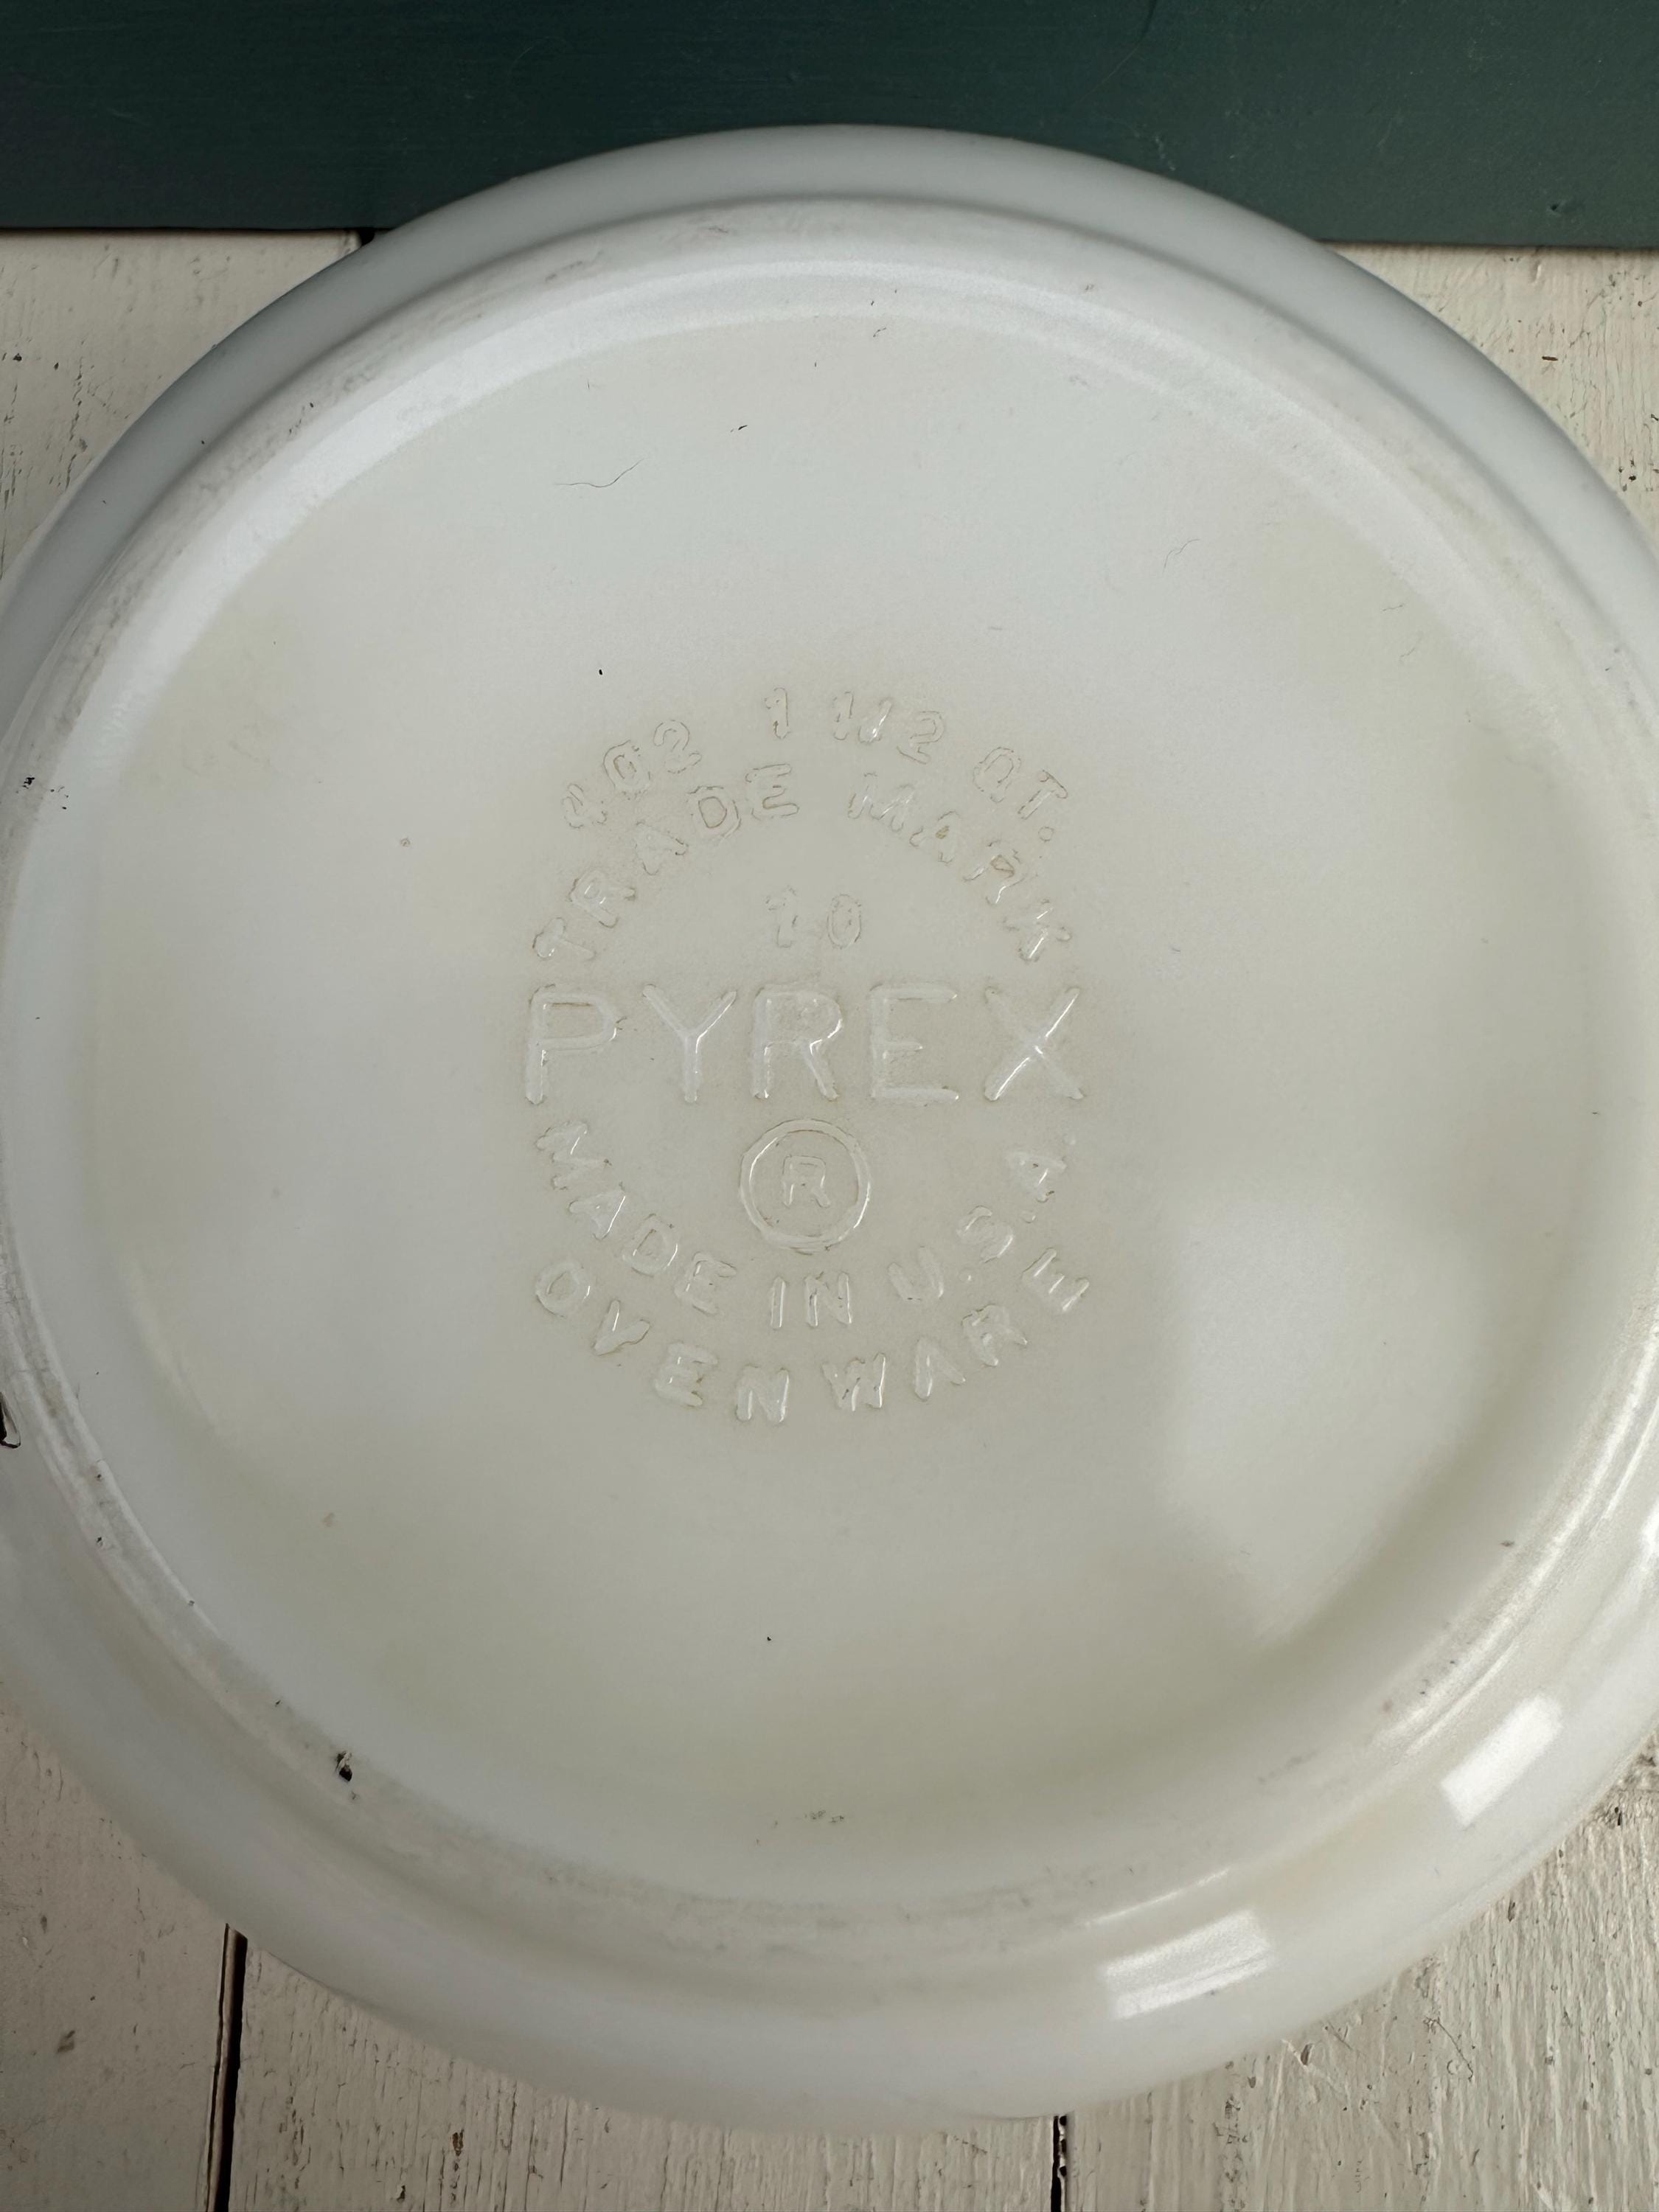 402 1 1/2 QT.
TRADE MARK
10
PYREX
®
MADE IN U.S.A.
OVENWARE